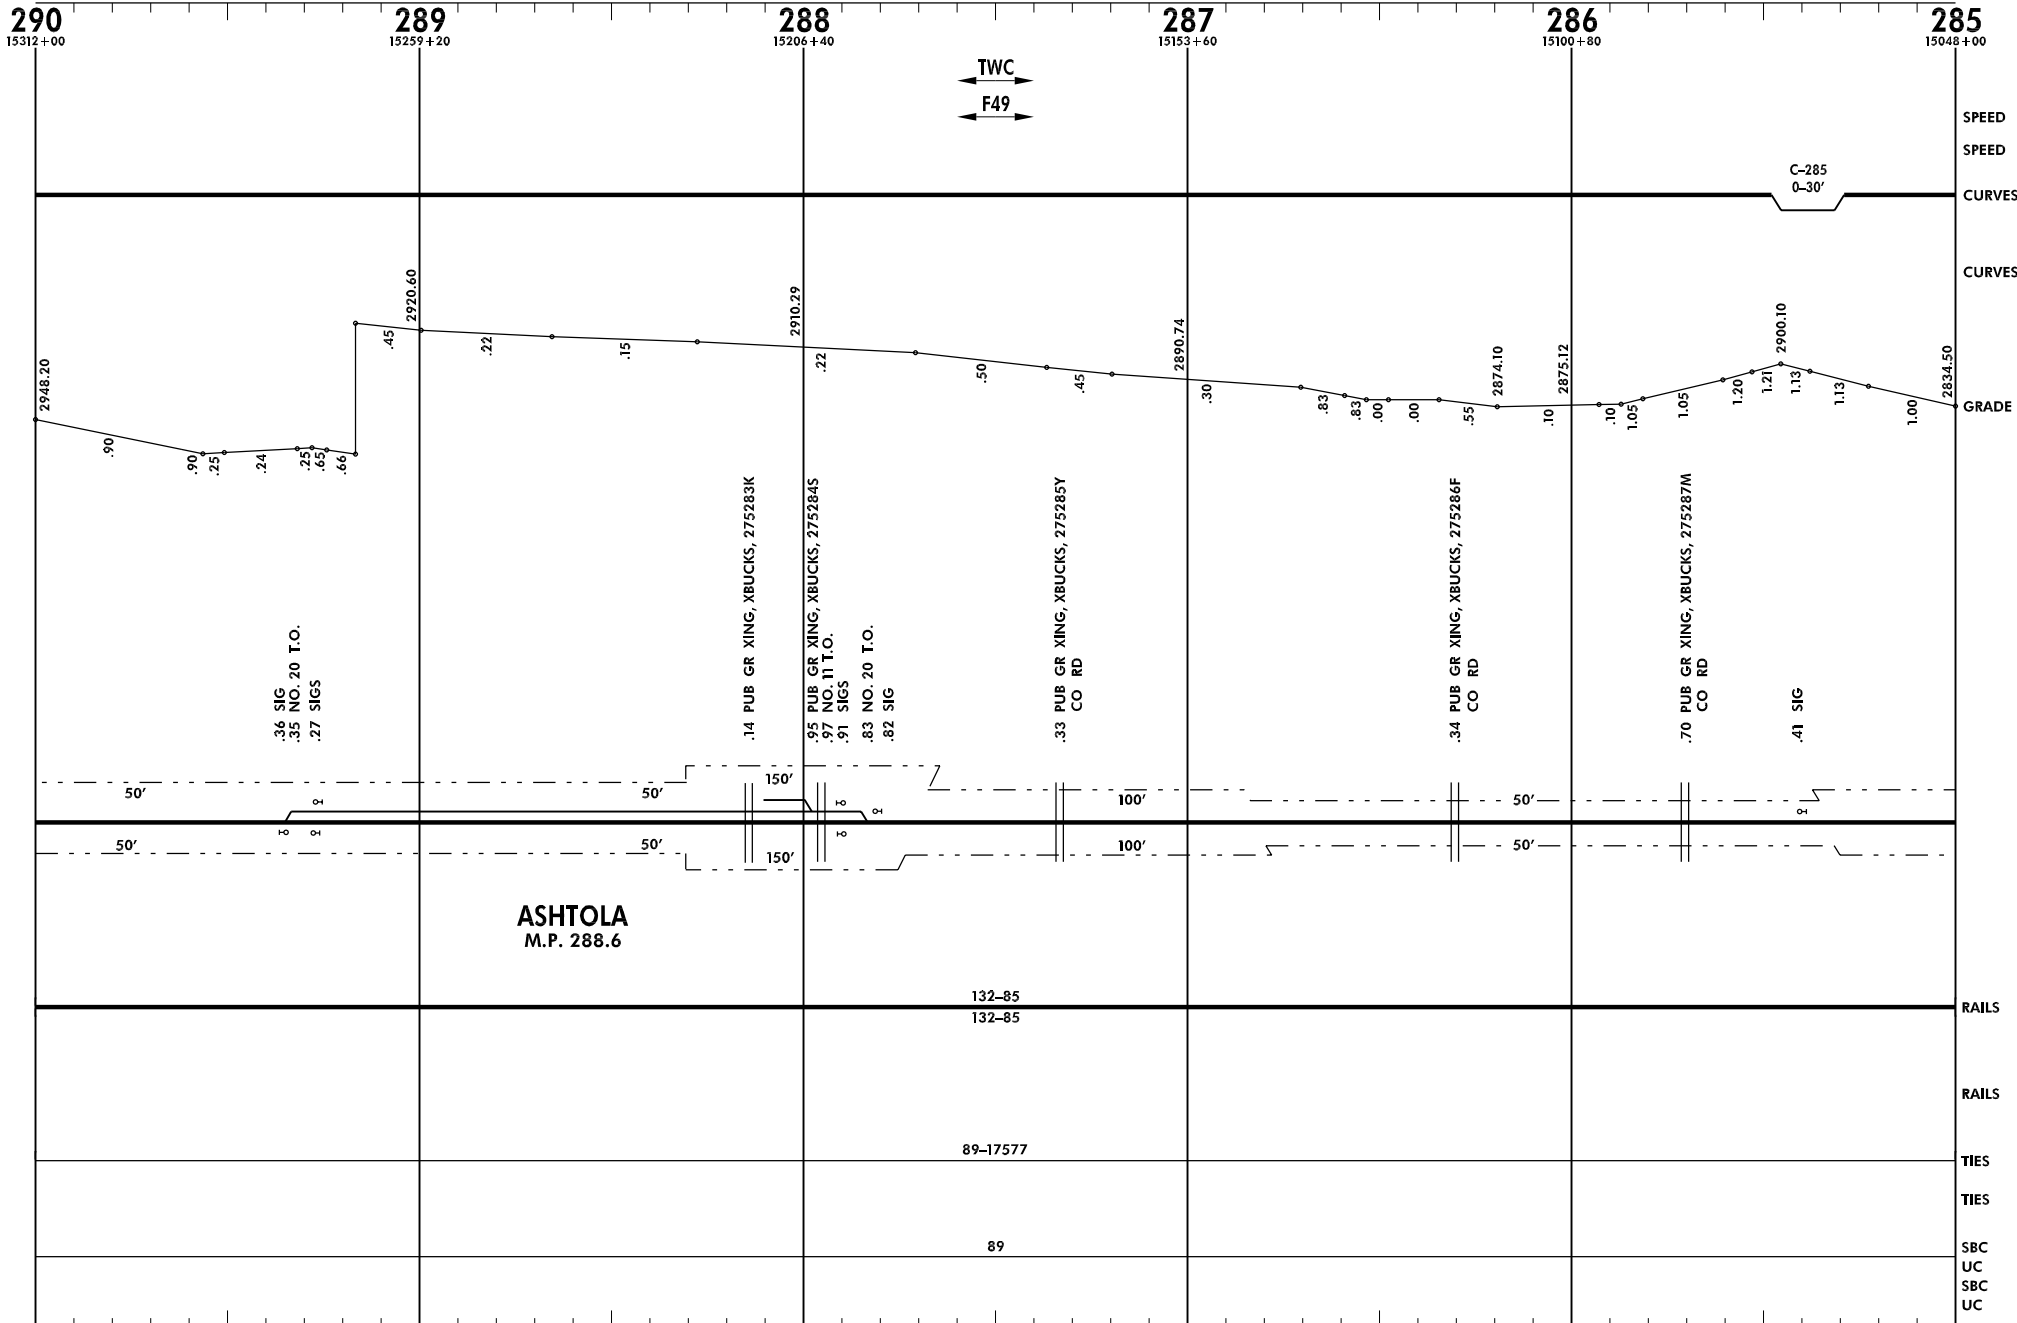 290 289 288 287 286 285
15312+00 15259+20 15206+40 15153+60 15100+80 15048+00
TWC
F49
SPEED
SPEED
C–285
0–30′
CURVES
CURVES
2948.20
2920.60
2910.29
2890.74
2874.10
2875.12
2900.10
2834.50
GRADE
.90
.90
.25
.24
.25
.65
.66
.45
.22
.15
.22
.50
.45
.30
.83
.83
.00
.00
.55
.10
.10
1.05
1.05
1.20
1.21
1.13
1.13
1.00
.36 SIG
.35 NO. 20 T.O.
.27 SIGS
.14 PUB GR XING, XBUCKS, 275283K
.95 PUB GR XING, XBUCKS, 275284S
.97 NO. 11 T.O.
.91 SIGS
.83 NO. 20 T.O.
.82 SIG
.33 PUB GR XING, XBUCKS, 275285Y
CO RD
.34 PUB GR XING, XBUCKS, 275286F
CO RD
.70 PUB GR XING, XBUCKS, 275287M
CO RD
.41 SIG
50′ 50′ 150′ 100′ 50′
50′ 50′ 150′ 100′ 50′
ASHTOLA
M.P. 288.6
132–85
RAILS
132–85
RAILS
89–17577
TIES
TIES
89
SBC
UC
SBC
UC